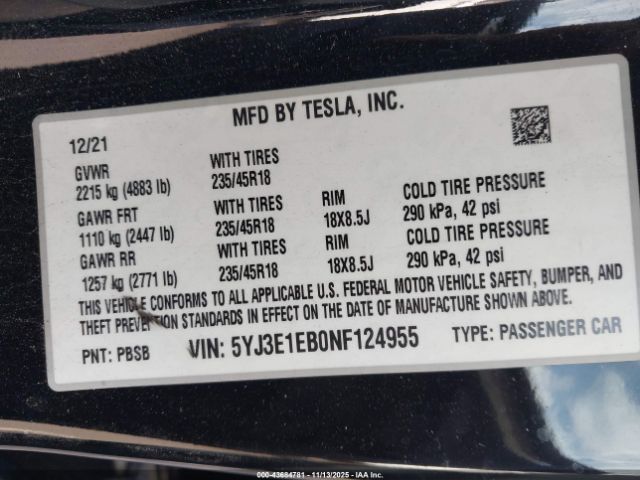 MFD BY TESLA, INC.
12/21
GVWR WITH TIRES
2215 kg (4883 lb) 235/45R18
GAWR FRT WITH TIRES RIM COLD TIRE PRESSURE
1110 kg (2447 lb) 235/45R18 18X8.5J 290 kPa, 42 psi
GAWR RR WITH TIRES RIM COLD TIRE PRESSURE
1257 kg (2771 lb) 235/45R18 18X8.5J 290 kPa, 42 psi
THIS VEHICLE CONFORMS TO ALL APPLICABLE U.S. FEDERAL MOTOR VEHICLE SAFETY, BUMPER, AND
THEFT PREVENTION STANDARDS IN EFFECT ON THE DATE OF MANUFACTURE SHOWN ABOVE.
PNT: PBSB VIN: 5YJ3E1EB0NF124955 TYPE: PASSENGER CAR
000-43684781 - 11/13/2025 - IAAI.COM